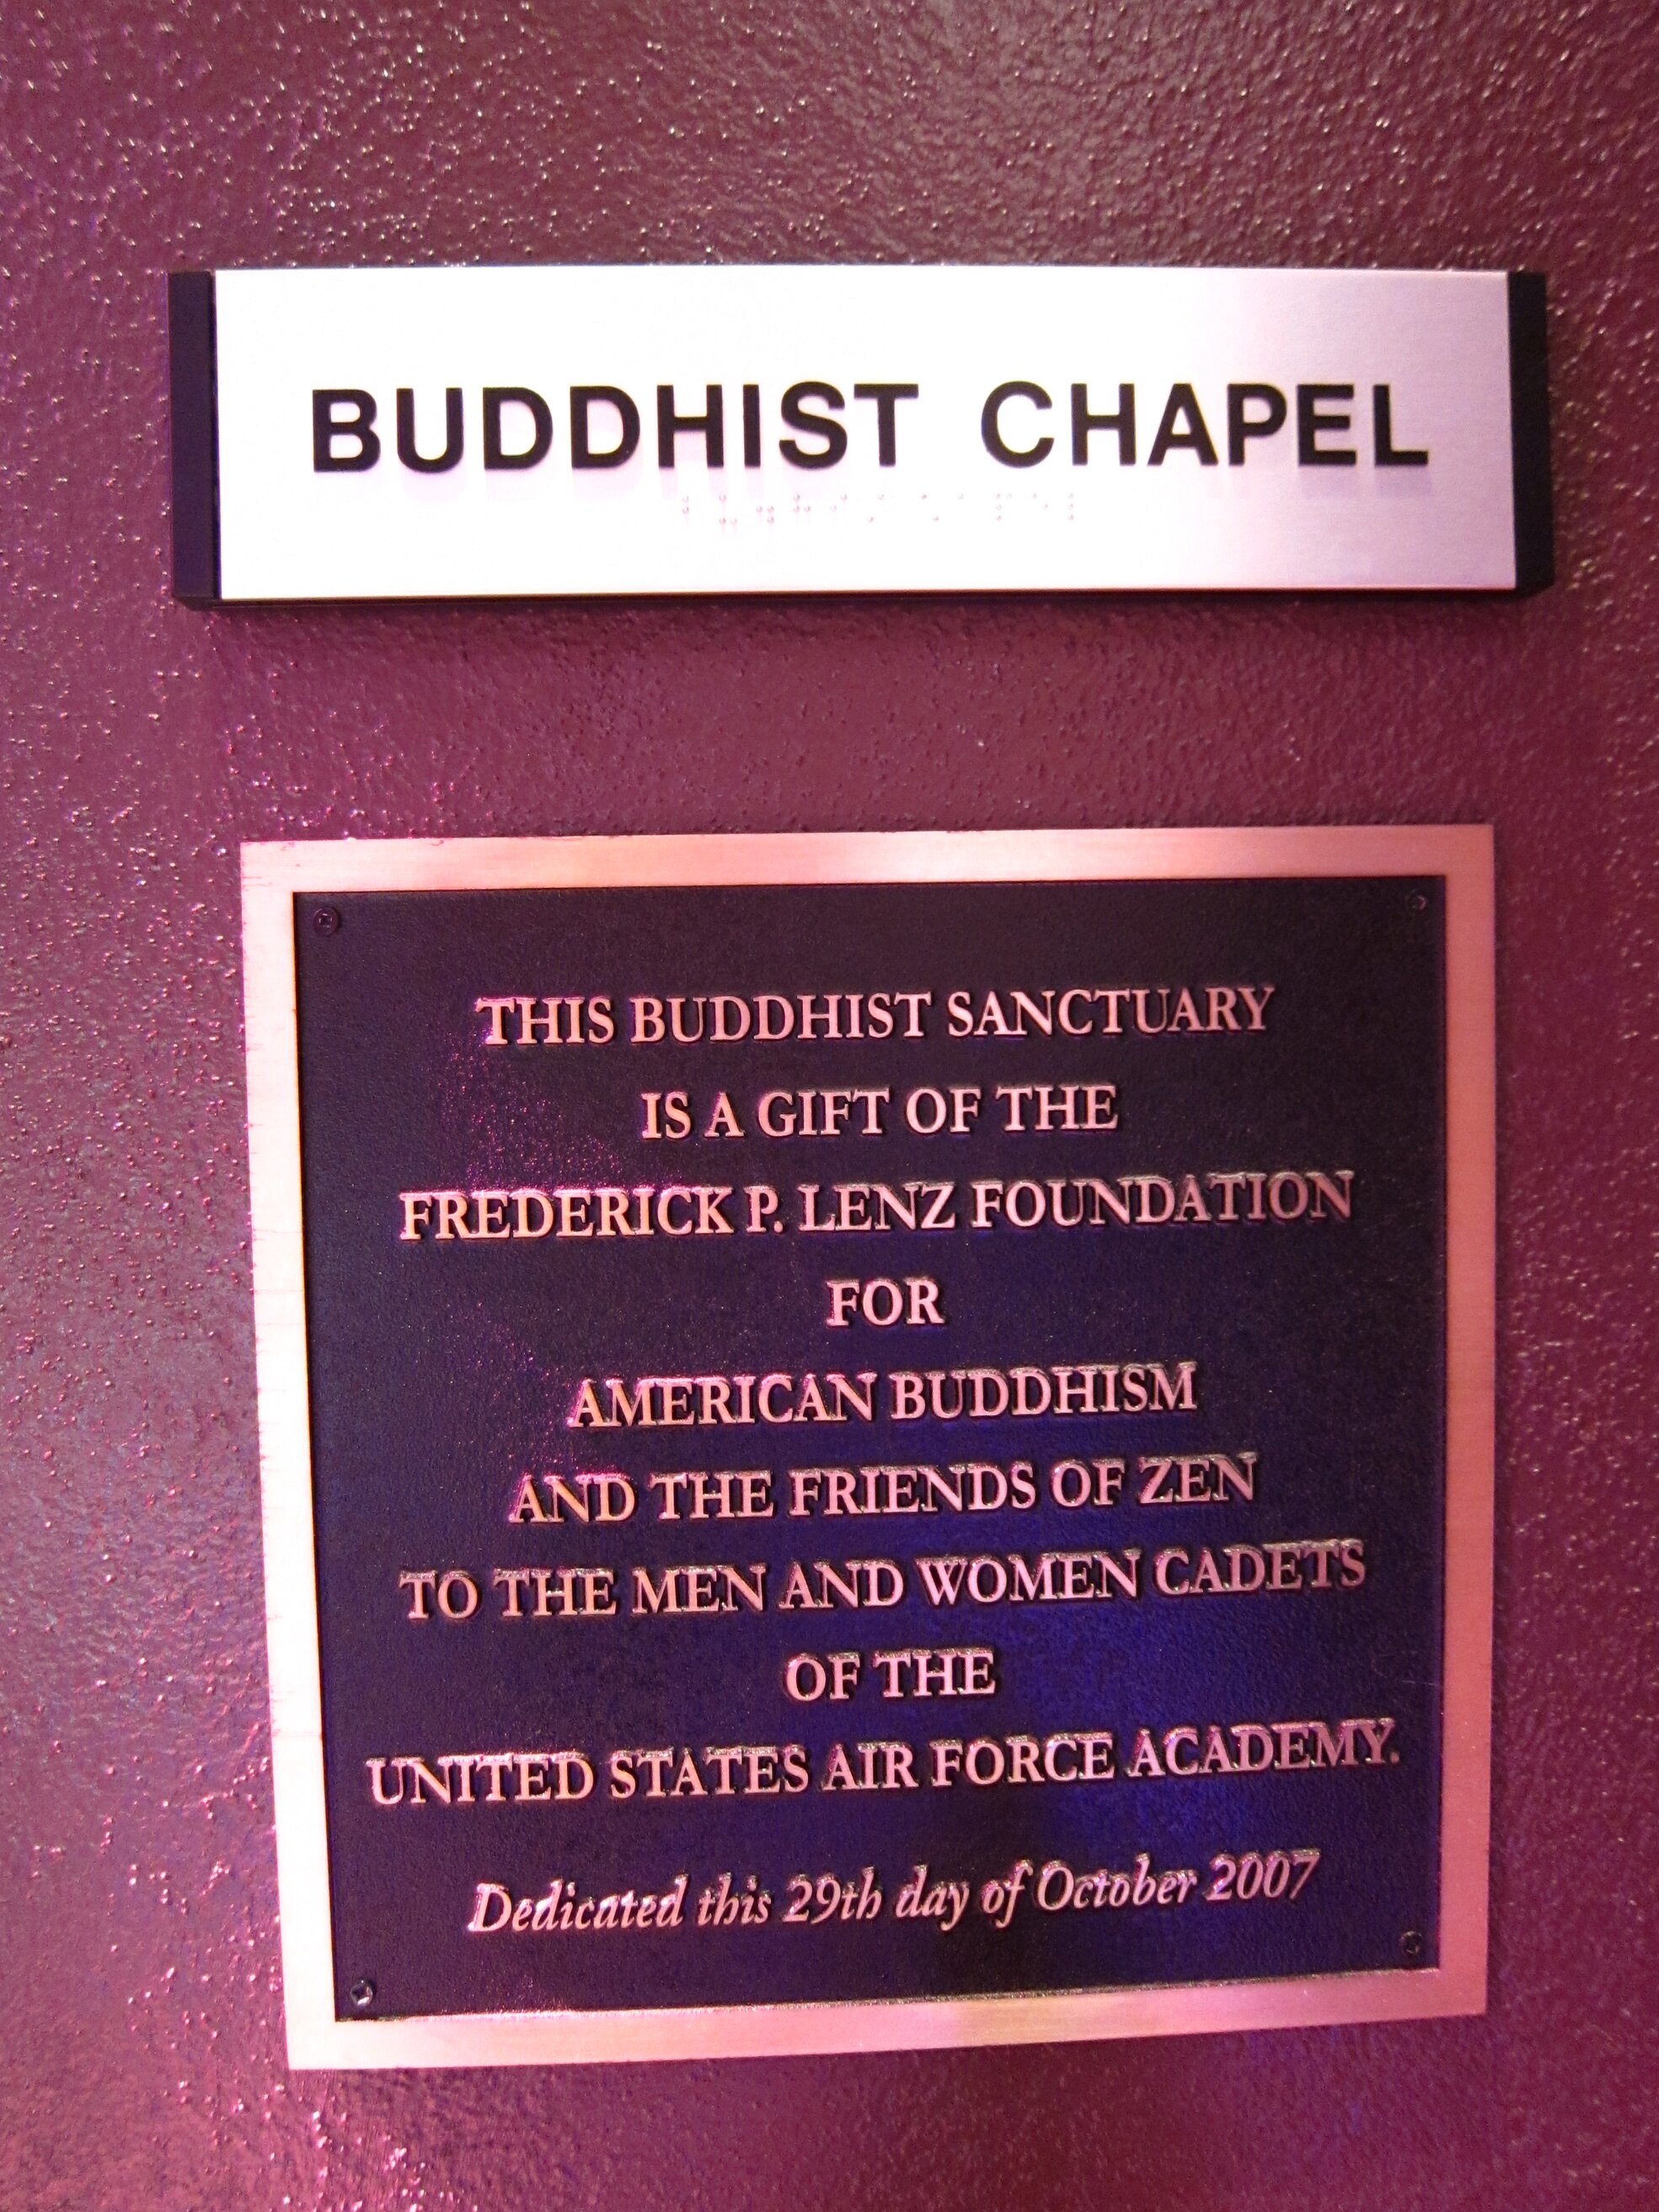 BUDDHIST CHAPEL
THIS BUDDHIST SANCTUARY
IS A GIFT OF THE
FREDERICK P. LENZ FOUNDATION
FOR
AMERICAN BUDDHISM
AND THE FRIENDS OF ZEN
TO THE MEN AND WOMEN CADETS
OF THE
UNITED STATES AIR FORCE ACADEMY.
Dedicated this 29th day of October 2007